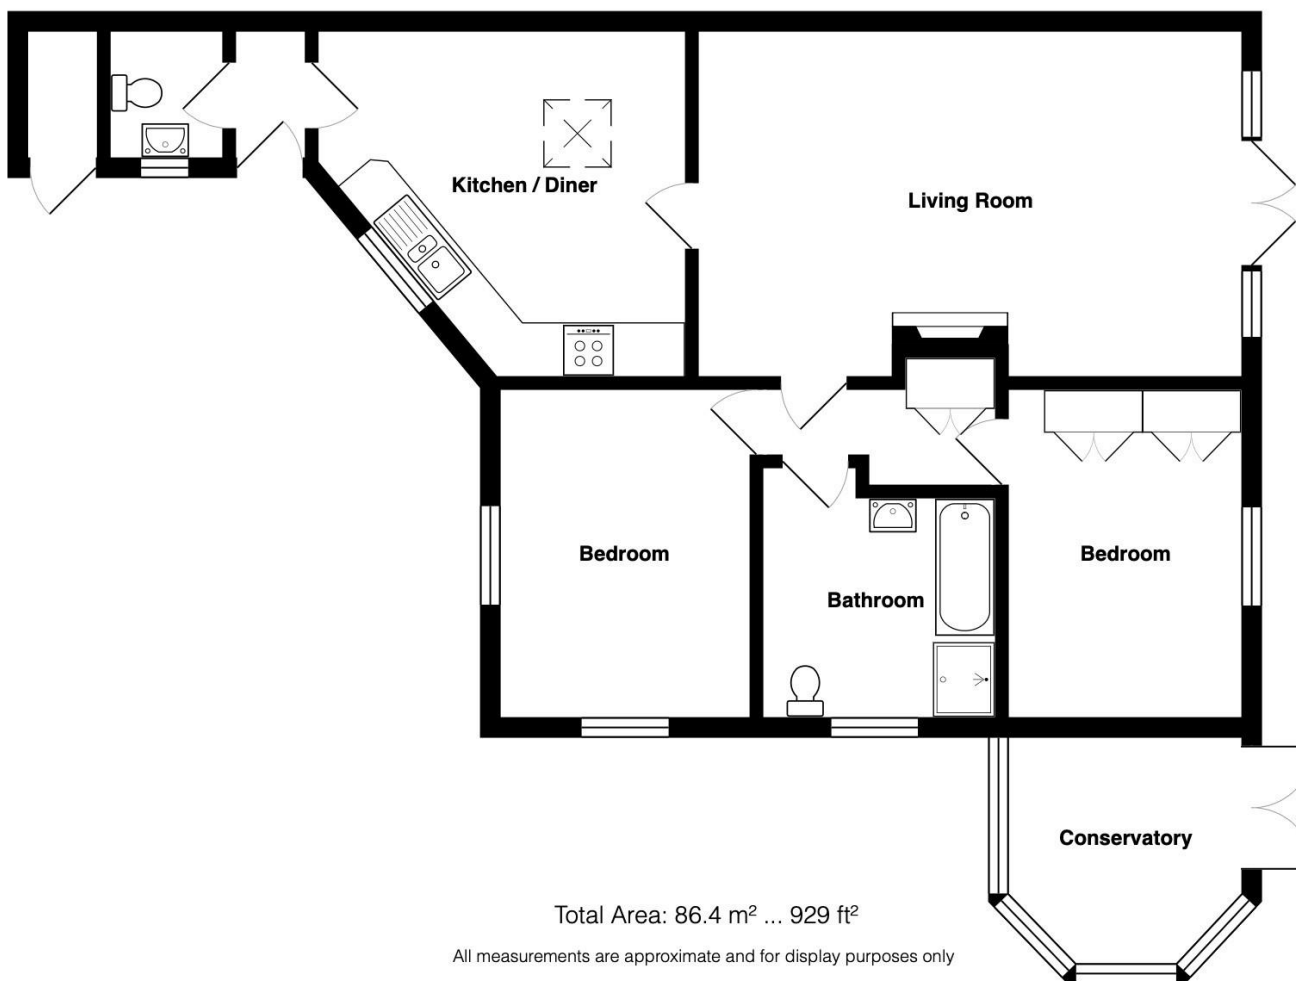 Kitchen / Diner
Living Room
Bedroom
Bathroom
Bedroom
Conservatory
Total Area: 86.4 m² ... 929 ft²
All measurements are approximate and for display purposes only